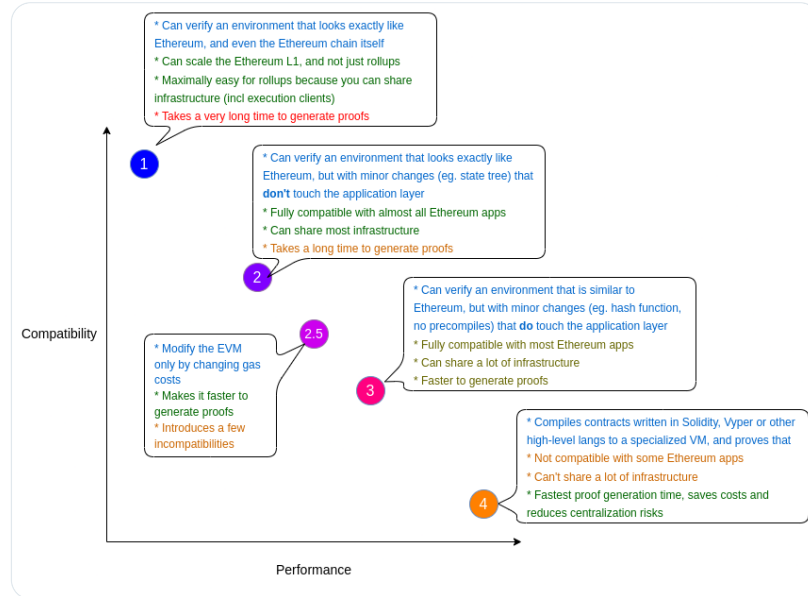 * Can verify an environment that looks exactly like
Ethereum, and even the Ethereum chain itself
* Can scale the Ethereum L1, and not just rollups
* Maximally easy for rollups because you can share
infrastructure (incl execution clients)
* Takes a very long time to generate proofs
1
* Can verify an environment that looks exactly like
Ethereum, but with minor changes (eg. state tree) that
don't touch the application layer
* Fully compatible with almost all Ethereum apps
* Can share most infrastructure
* Takes a long time to generate proofs
2
* Can verify an environment that is similar to
Ethereum, but with minor changes (eg. hash function,
no precompiles) that do touch the application layer
* Fully compatible with most Ethereum apps
* Can share a lot of infrastructure
* Faster to generate proofs
Compatibility
2.5
* Modify the EVM
only by changing gas
costs
* Makes it faster to
generate proofs
* Introduces a few
incompatibilities
3
* Compiles contracts written in Solidity, Vyper or other
high-level langs to a specialized VM, and proves that
* Not compatible with some Ethereum apps
* Can't share a lot of infrastructure
* Fastest proof generation time, saves costs and
reduces centralization risks
4
Performance